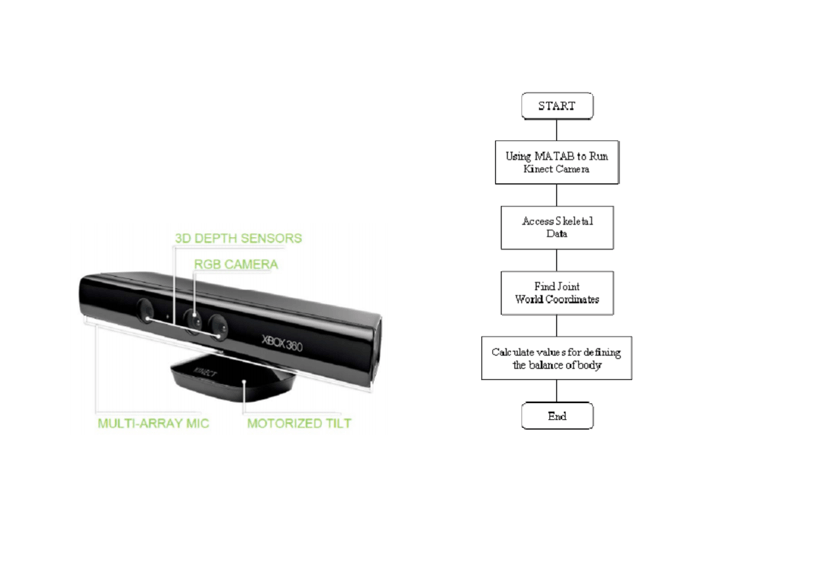 3D DEPTH SENSORS
RGB CAMERA
XBOX 360
KINECT
MULTI-ARRAY MIC
MOTORIZED TILT
START
Using MATAB to Run
Kinect Camera
Access Skeletal
Data
Find Joint
World Coordinates
Calculate values for defining
the balance of body
End